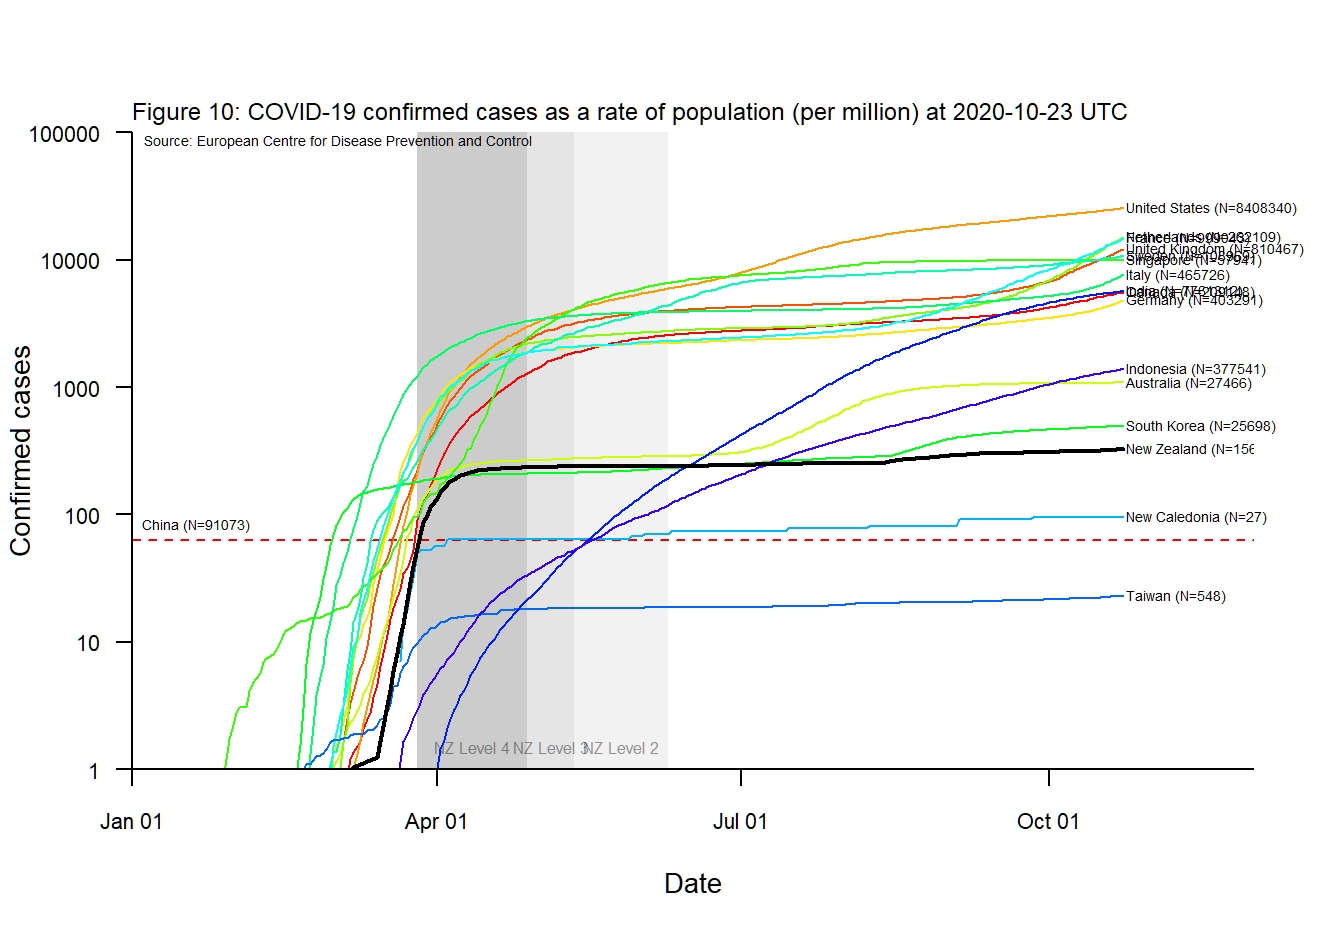 Figure 10: COVID-19 confirmed cases as a rate of population (per million) at 2020-10-23 UTC
Source: European Centre for Disease Prevention and Control
Confirmed cases
100000
10000
1000
100
10
1
China (N=91073)
NZ Level 4
NZ Level 3
NZ Level 2
United States (N=8408340)
United Kingdom (N=810467)
Singapore (N=57941)
Italy (N=465726)
Germany (N=403291)
Indonesia (N=377541)
Australia (N=27466)
South Korea (N=25698)
New Zealand (N=156
New Caledonia (N=27)
Taiwan (N=548)
Jan 01
Apr 01
Jul 01
Oct 01
Date